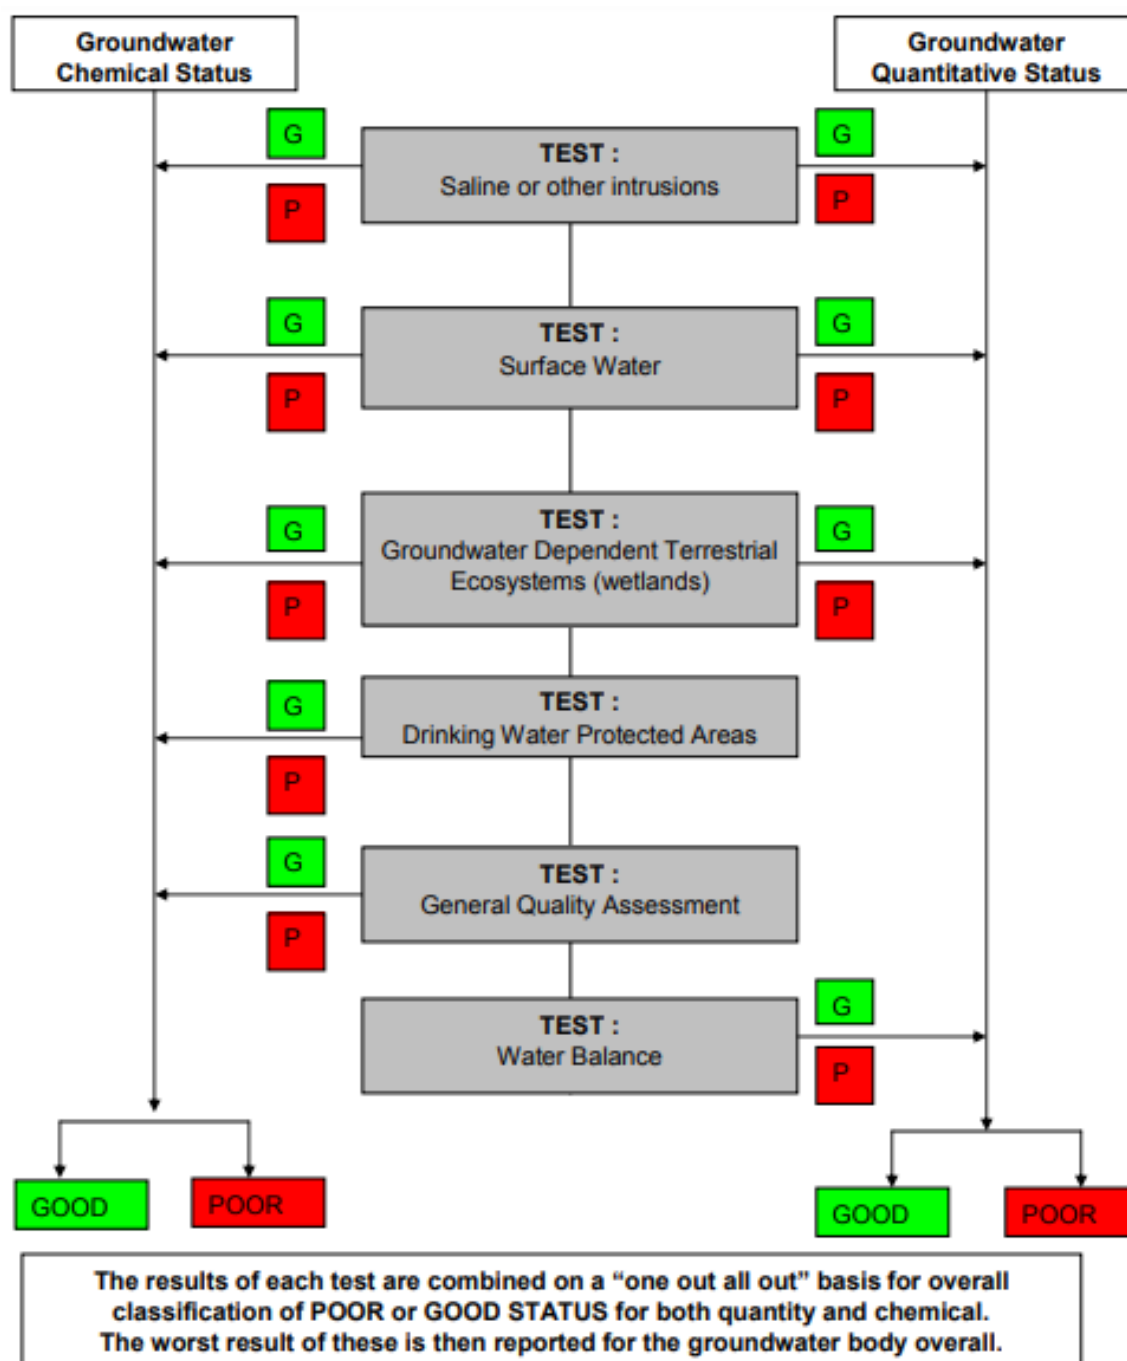 Groundwater
Chemical Status
Groundwater
Quantitative Status
G
TEST :
G
Saline or other intrusions
P
P
G
TEST :
G
Surface Water
P
P
G
TEST :
G
Groundwater Dependent Terrestrial
Ecosystems (wetlands)
P
P
G
TEST :
Drinking Water Protected Areas
P
G
TEST :
General Quality Assessment
P
G
TEST :
Water Balance
P
GOOD
POOR
GOOD
POOR
The results of each test are combined on a “one out all out” basis for overall
classification of POOR or GOOD STATUS for both quantity and chemical.
The worst result of these is then reported for the groundwater body overall.